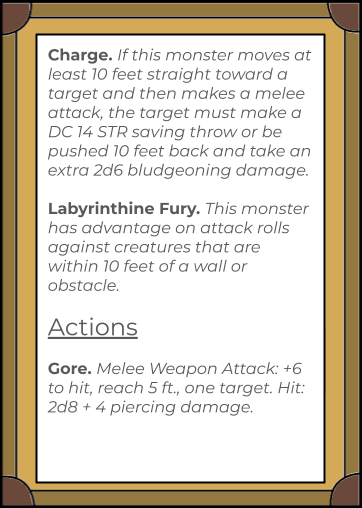 Charge. If this monster moves at
least 10 feet straight toward a
target and then makes a melee
attack, the target must make a
DC 14 STR saving throw or be
pushed 10 feet back and take an
extra 2d6 bludgeoning damage.
Labyrinthine Fury. This monster
has advantage on attack rolls
against creatures that are
within 10 feet of a wall or
obstacle.
Actions
Gore. Melee Weapon Attack: +6
to hit, reach 5 ft., one target. Hit:
2d8 + 4 piercing damage.